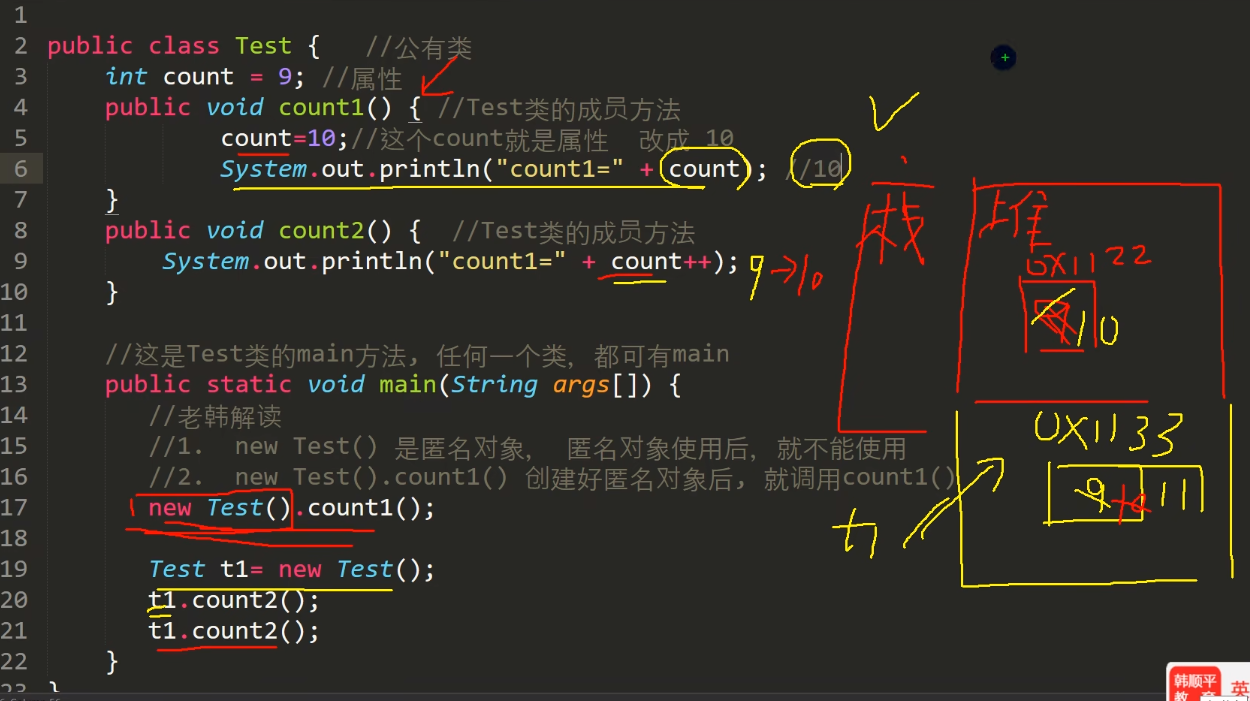 1
2 public class Test { //公有类
3 int count = 9; //属性
4 public void count1() { //Test类的成员方法
5 count=10;//这个count就是属性 改成 10
6 System.out.println("count1=" + count); //10
7 }
8 public void count2() { //Test类的成员方法
9 System.out.println("count1=" + count++); 9→10
10 }
11
12 //这是Test类的main方法, 任何一个类, 都可有main
13 public static void main(String args[]) {
14 //老韩解读
15 //1. new Test() 是匿名对象, 匿名对象使用后, 就不能使用
16 //2. new Test().count1() 创建好匿名对象后, 就调用count1()
17 new Test().count1();
18
19 Test t1= new Test();
20 t1.count2();
21 t1.count2();
22 }
23 }
栈
堆
0X1122
10
0X1133
9 10 11
t1
韩顺平
教育
英